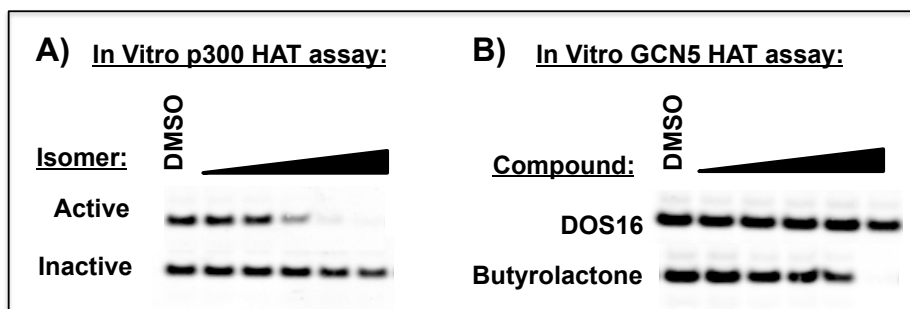 A) In Vitro p300 HAT assay:
DMSO
Isomer:
Active
Inactive
B) In Vitro GCN5 HAT assay:
DMSO
Compound:
DOS16
Butyrolactone